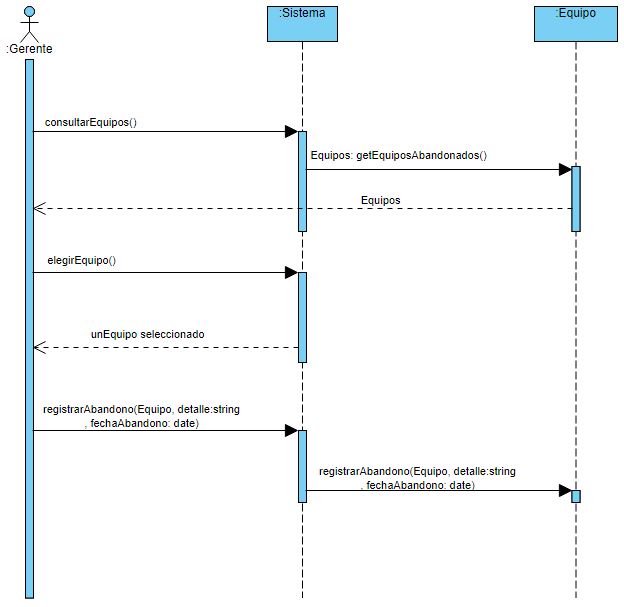 :Gerente
:Sistema
:Equipo
consultarEquipos()
Equipos: getEquiposAbandonados()
Equipos
elegirEquipo()
unEquipo seleccionado
registrarAbandono(Equipo, detalle:string
, fechaAbandono: date)
registrarAbandono(Equipo, detalle:string
, fechaAbandono: date)